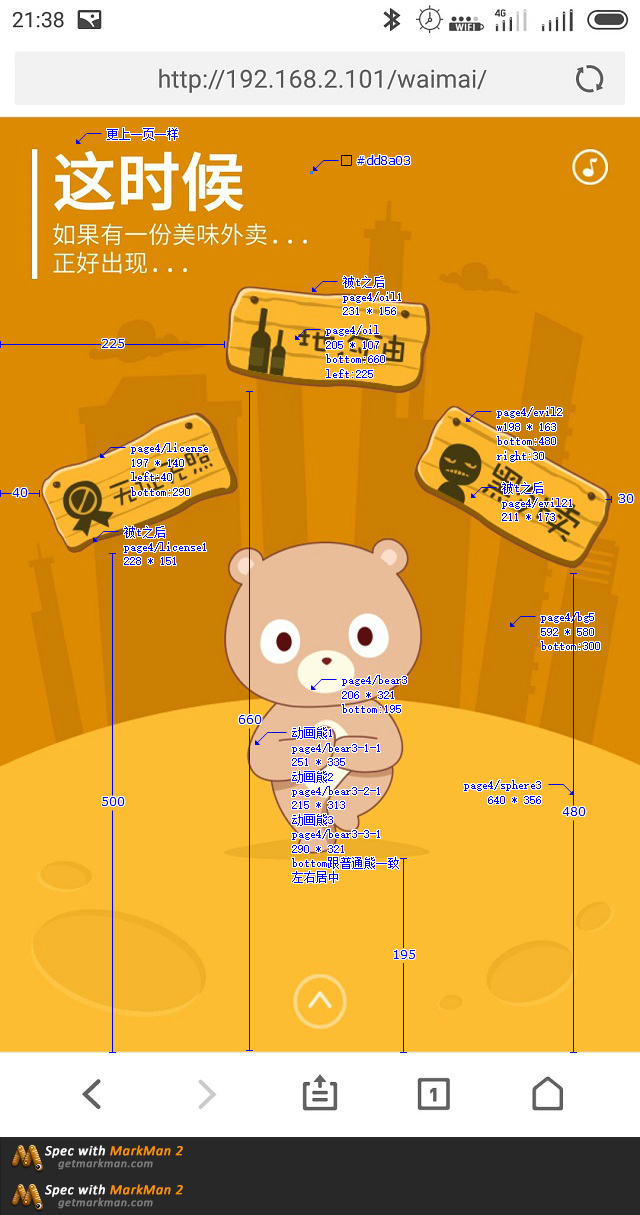 21:38
4G
WIFI
http://192.168.2.101/waimai/
更上一页一样
#dd8a03
这时候
如果有一份美味外卖...
正好出现...
被t之后
page4/oil1
231 * 156
page4/oil
205 * 107
bottom:660
left:225
225
page4/evil2
w198 * 163
bottom:480
right:30
被t之后
page4/evil21
211 * 173
30
page4/license
197 * 140
left:40
bottom:290
40
被t之后
page4/license1
228 * 151
page4/bg5
592 * 580
bottom:300
page4/bear3
206 * 321
bottom:195
660
动画熊1
page4/bear3-1-1
251 * 335
动画熊2
page4/bear3-2-1
215 * 313
动画熊3
page4/bear3-3-1
290 * 321
bottom跟普通熊一致
左右居中
page4/sphere3
640 * 356
500
480
195
1
Spec with MarkMan 2
getmarkman.com
Spec with MarkMan 2
getmarkman.com